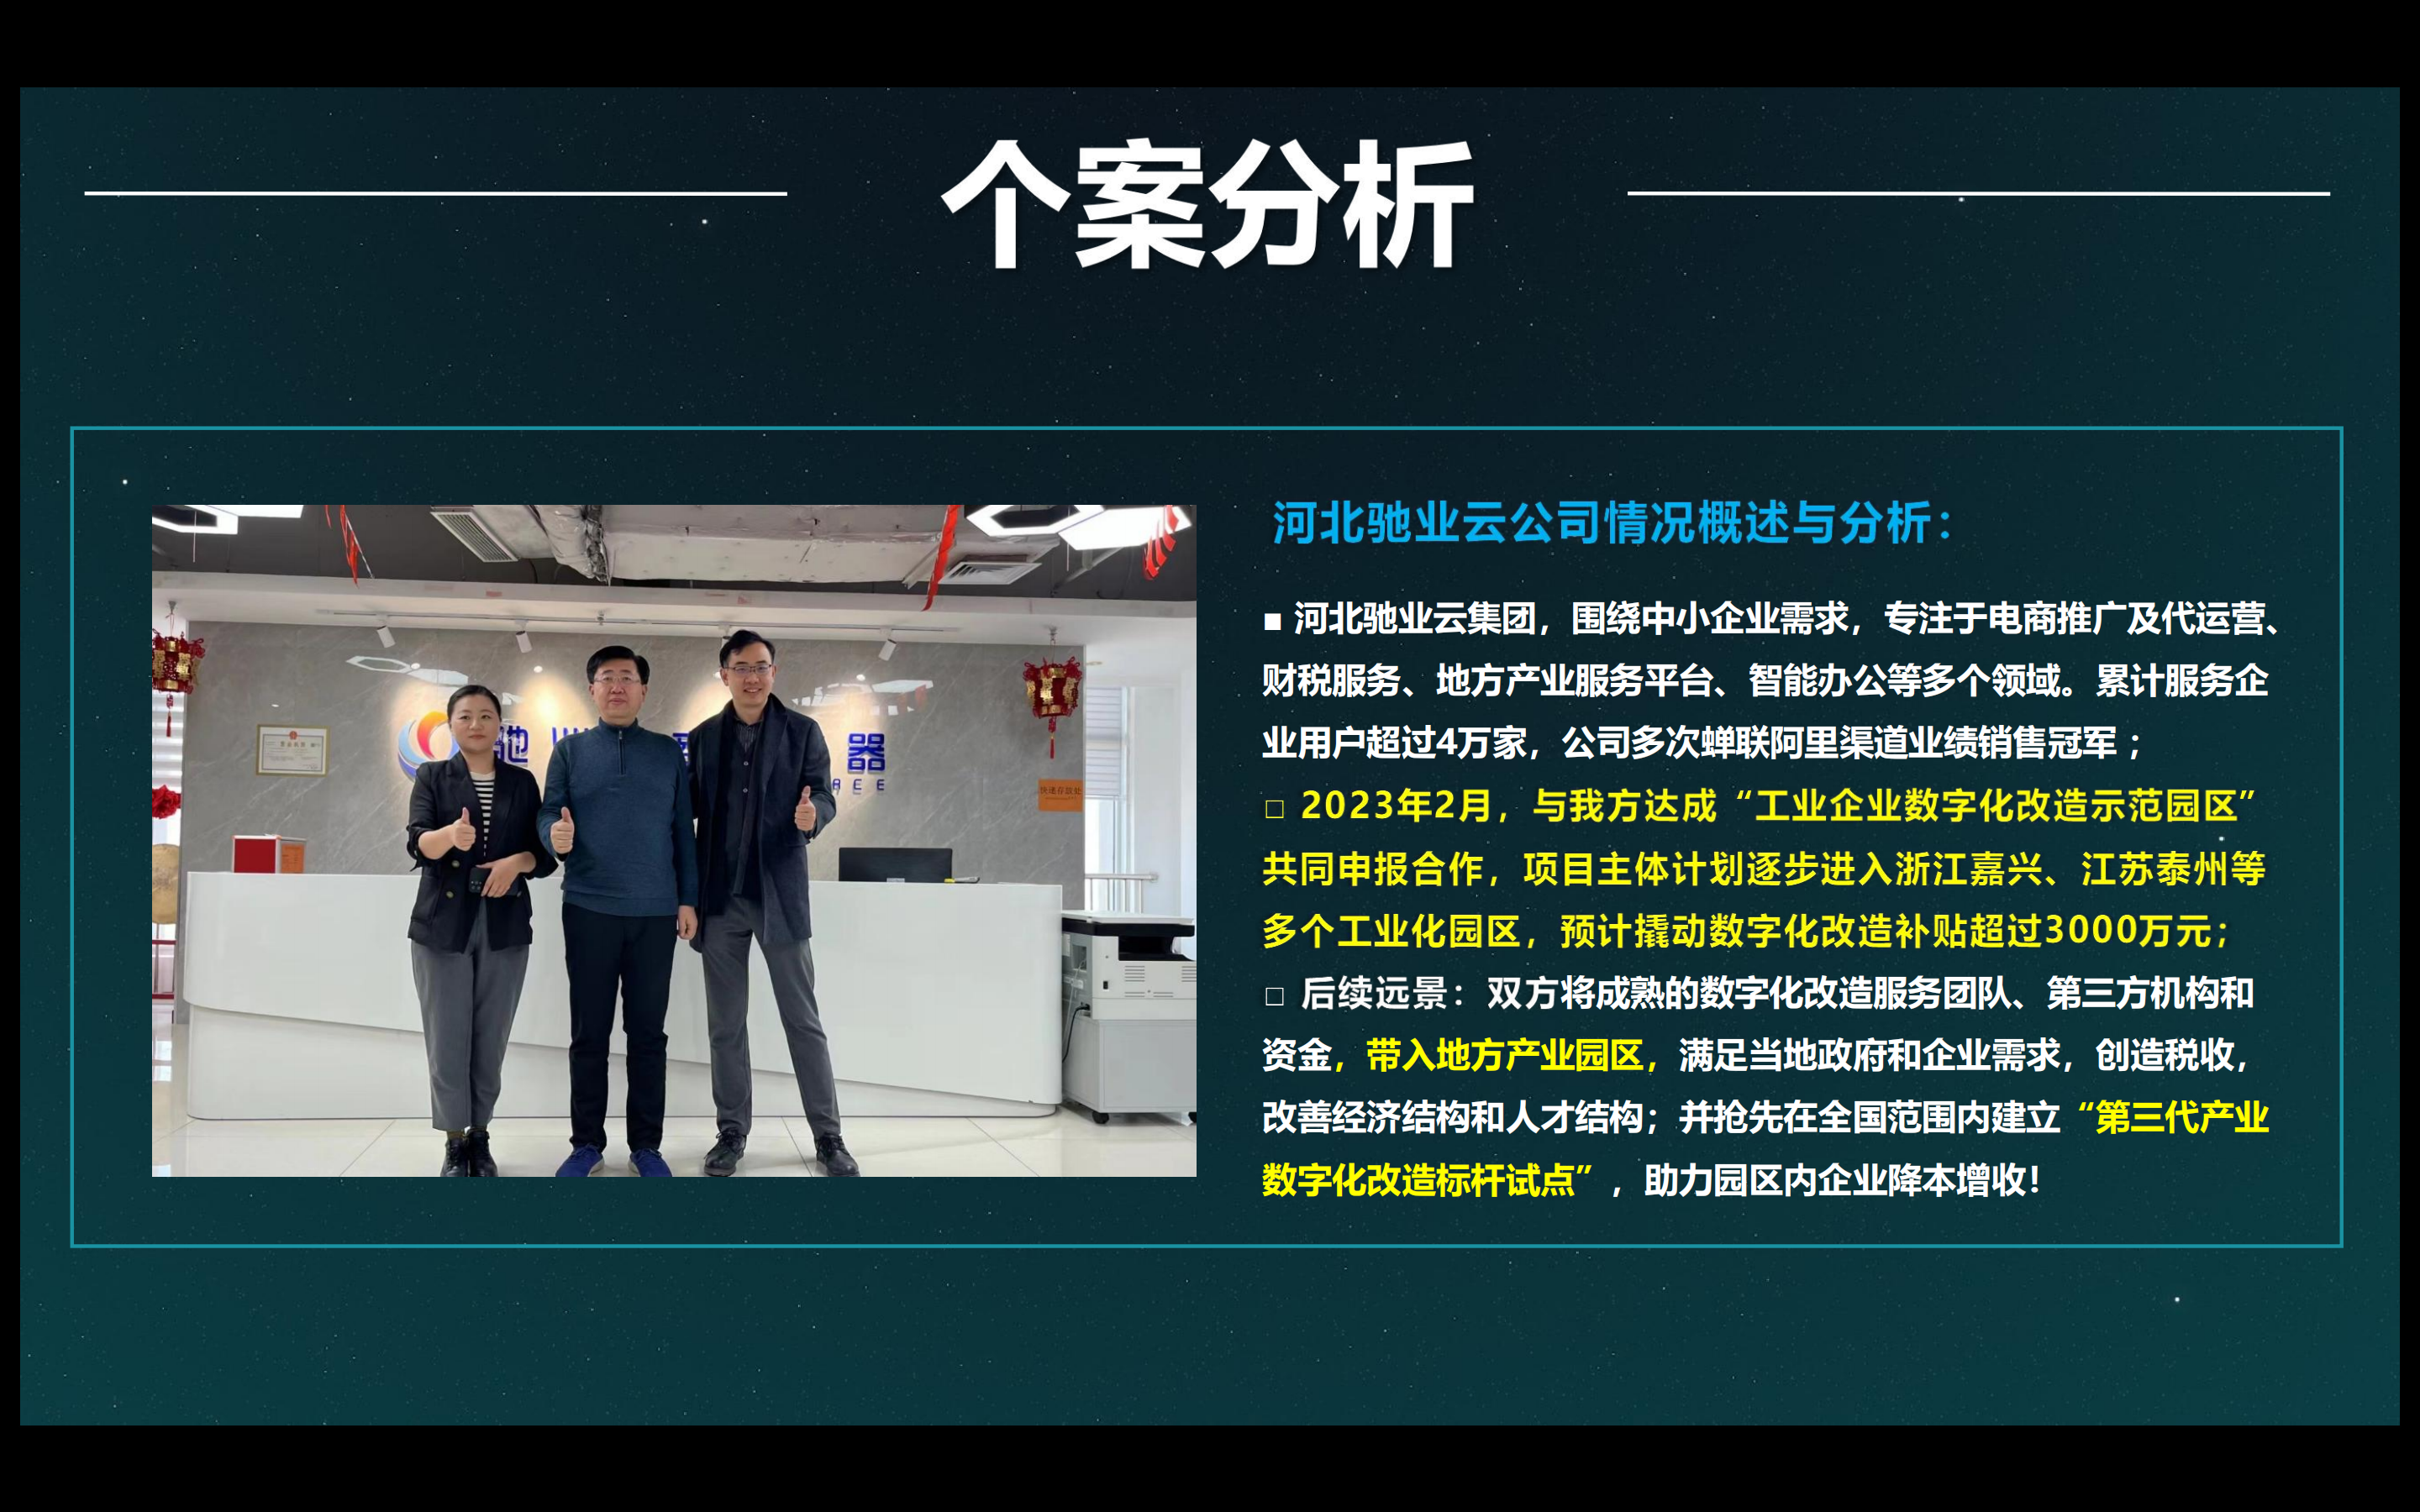 个案分析
河北驰业云公司情况概述与分析：
■ 河北驰业云集团，围绕中小企业需求，专注于电商推广及代运营、
财税服务、地方产业服务平台、智能办公等多个领域。累计服务企
业用户超过4万家，公司多次蝉联阿里渠道业绩销售冠军；
□ 2023年2月，与我方达成“工业企业数字化改造示范园区”
共同申报合作，项目主体计划逐步进入浙江嘉兴、江苏泰州等
多个工业化园区，预计撬动数字化改造补贴超过3000万元；
□ 后续远景：双方将成熟的数字化改造服务团队、第三方机构和
资金，带入地方产业园区，满足当地政府和企业需求，创造税收，
改善经济结构和人才结构；并抢先在全国范围内建立“第三代产业
数字化改造标杆试点”，助力园区内企业降本增收！
驰
器
BEE
快递存放处